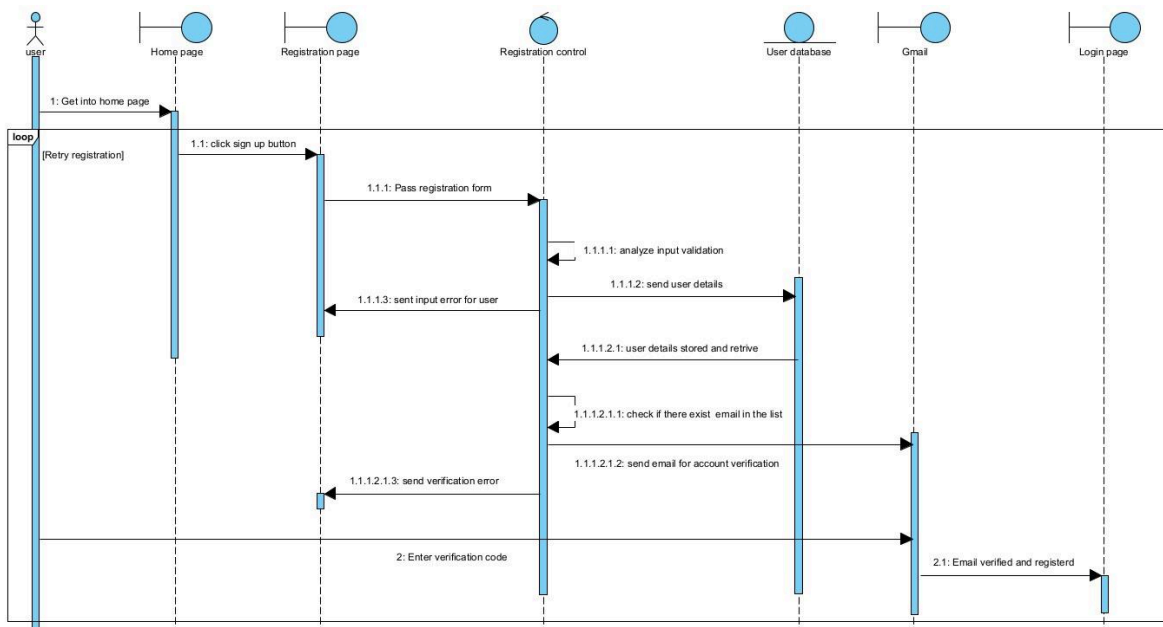 user
Home page
Registration page
Registration control
User database
Gmail
Login page
1: Get into home page
loop
[Retry registration]
1.1: click sign up button
1.1.1: Pass registration form
1.1.1.1: analyze input validation
1.1.1.2: send user details
1.1.1.3: sent input error for user
1.1.1.2.1: user details stored and retrive
1.1.1.2.1.1: check if there exist email in the list
1.1.1.2.1.2: send email for account verification
1.1.1.2.1.3: send verification error
2: Enter verification code
2.1: Email verified and registerd